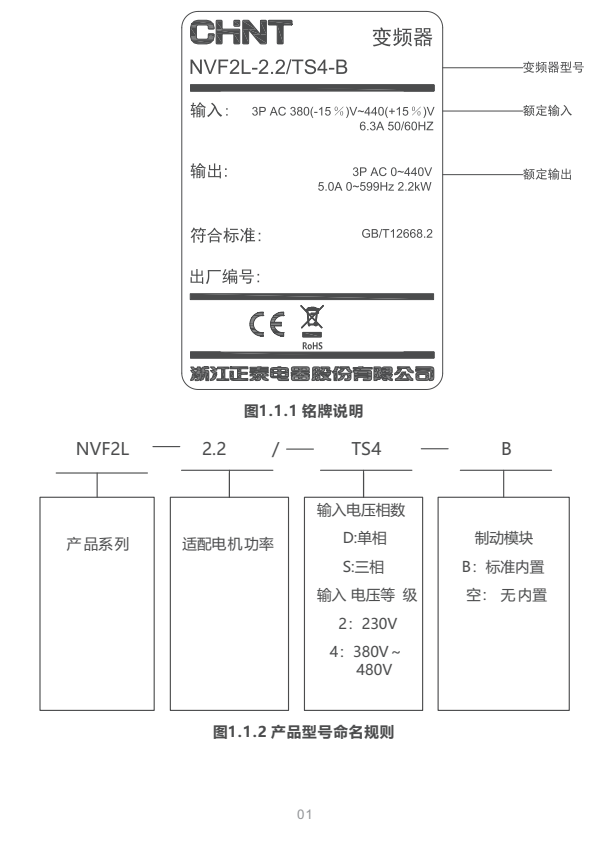 CHNT
变频器
NVF2L-2.2/TS4-B
变频器型号
输入：
3P AC 380(-15%)V~440(+15%)V
额定输入
6.3A 50/60HZ
输出:
3P AC 0~440V
额定输出
5.0A 0~599Hz 2.2kW
符合标准:
GB/T12668.2
出厂编号:
CE
RoHS
浙江正泰电器股份有限公司
图1.1.1 铭牌说明
NVF2L — 2.2 / — TS4 — B
产品系列
适配电机功率
输入电压相数
D:单相
S:三相
输入 电压等 级
2：230V
4：380V～
480V
制动模块
B：标准内置
空： 无内置
图1.1.2 产品型号命名规则
01